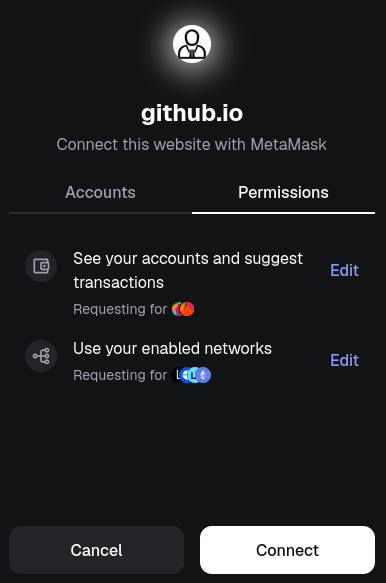 github.io
Connect this website with MetaMask
Accounts
Permissions
See your accounts and suggest
transactions
Edit
Requesting for
Use your enabled networks
Edit
Requesting for
Cancel
Connect